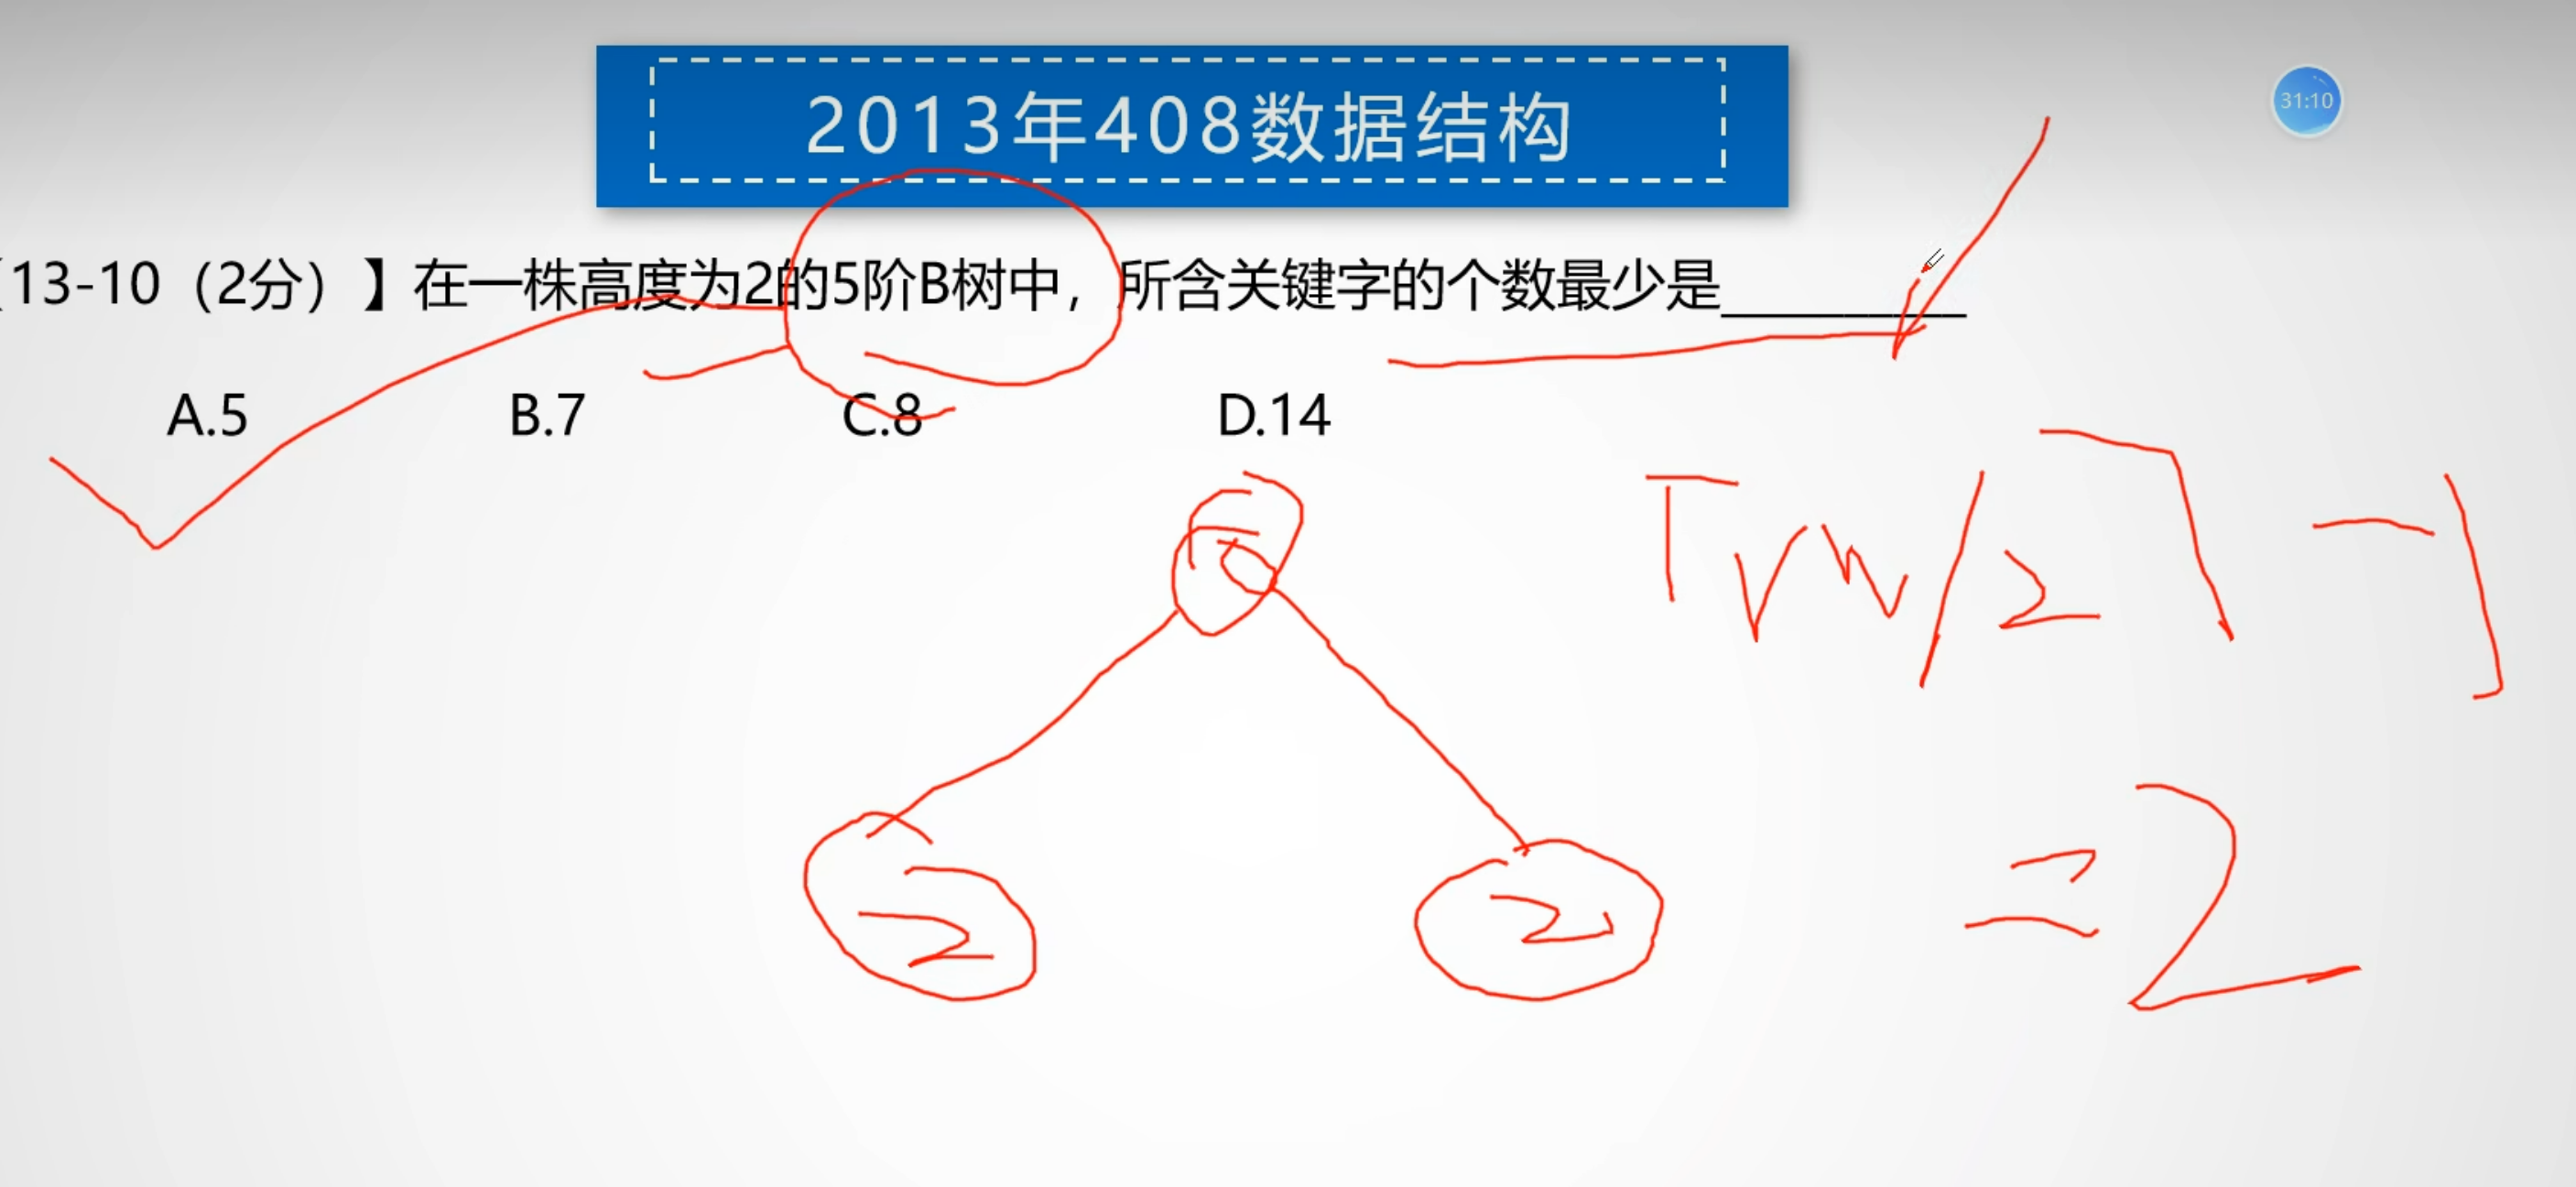 2013年408数据结构
31:10
【13-10（2分）】在一株高度为2的5阶B树中，所含关键字的个数最少是________
A.5 B.7 C.8 D.14
⌈m/2⌉ -1
=2
2 2